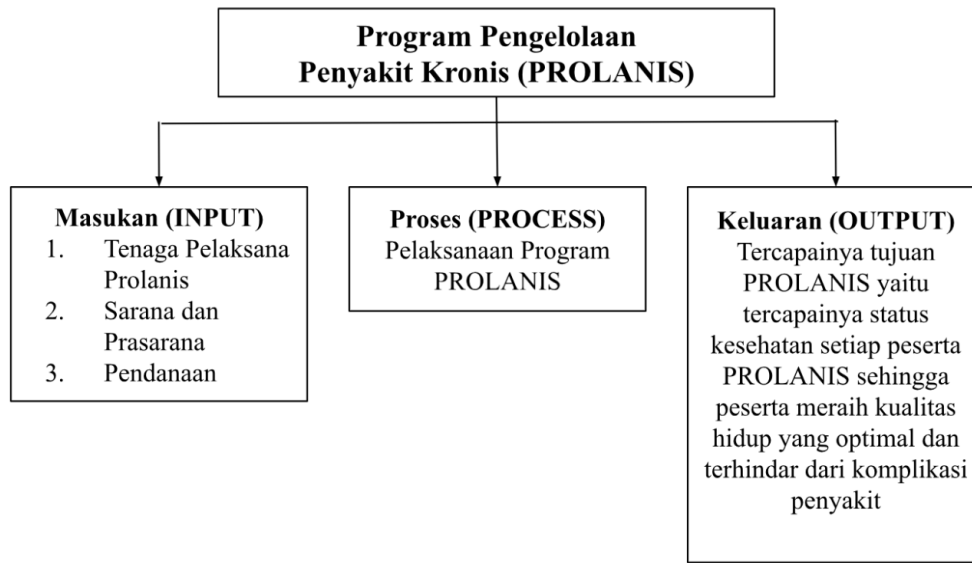 Program Pengelolaan
Penyakit Kronis (PROLANIS)
Masukan (INPUT)
1. Tenaga Pelaksana
Prolanis
2. Sarana dan
Prasarana
3. Pendanaan
Proses (PROCESS)
Pelaksanaan Program
PROLANIS
Keluaran (OUTPUT)
Tercapainya tujuan
PROLANIS yaitu
tercapainya status
kesehatan setiap peserta
PROLANIS sehingga
peserta meraih kualitas
hidup yang optimal dan
terhindar dari komplikasi
penyakit